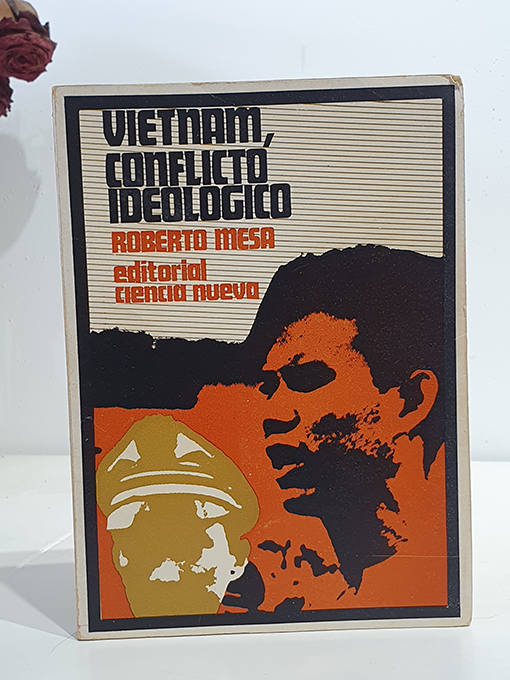 VIETNAM,
CONFLICTO
IDEOLOGICO
ROBERTO MESA
editorial
ciencia nueva